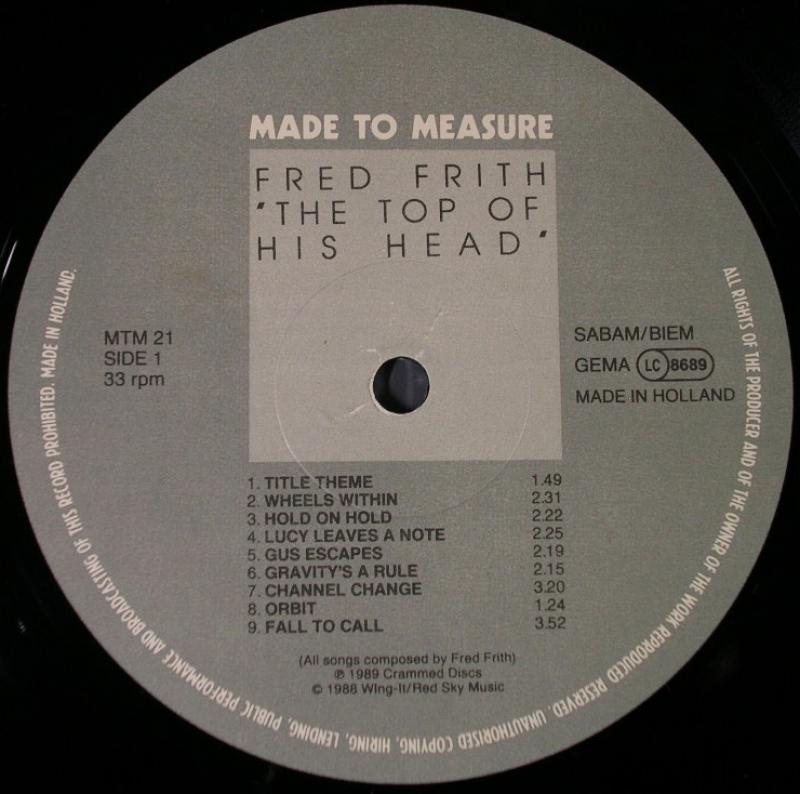 MADE TO MEASURE
FRED FRITH
"THE TOP OF
HIS HEAD"
MTM 21
SIDE 1
33 rpm
SABAM/BIEM
GEMA LC 8689
MADE IN HOLLAND
1. TITLE THEME 1.49
2. WHEELS WITHIN 2.31
3. HOLD ON HOLD 2.22
4. LUCY LEAVES A NOTE 2.25
5. GUS ESCAPES 2.19
6. GRAVITY'S A RULE 2.15
7. CHANNEL CHANGE 3.20
8. ORBIT 1.24
9. FALL TO CALL 3.52
(All songs composed by Fred Frith)
℗ 1989 Crammed Discs
© 1988 Wing-It/Red Sky Music
ALL RIGHTS OF THE PRODUCER AND OF THE OWNER OF THE WORK REPRODUCED RESERVED. UNAUTHORISED COPYING, HIRING, LENDING, PUBLIC PERFORMANCE AND BROADCASTING OF THIS RECORD PROHIBITED. MADE IN HOLLAND.